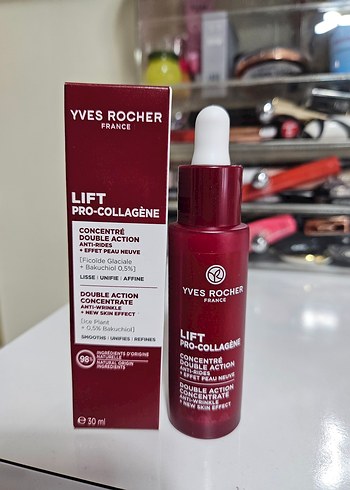 YVES ROCHER
FRANCE
LIFT
PRO-COLLAGÈNE
CONCENTRÉ
DOUBLE ACTION
ANTI-RIDES
+ EFFET PEAU NEUVE
[Ficoïde Glaciale
+ Bakuchiol 0,5%]
LISSE | UNIFIE | AFFINE
DOUBLE ACTION
CONCENTRATE
ANTI-WRINKLE
+ NEW SKIN EFFECT
[Ice Plant
+ 0,5% Bakuchiol]
SMOOTHS | UNIFIES | REFINES
98%
INGRÉDIENTS D'ORIGINE
NATURELLE
NATURAL ORIGIN
INGREDIENTS
e 30 ml
YVES ROCHER
FRANCE
LIFT
PRO-COLLAGÈNE
CONCENTRÉ
DOUBLE ACTION
ANTI-RIDES
+ EFFET PEAU NEUVE
DOUBLE ACTION
CONCENTRATE
ANTI-WRINKLE
+ NEW SKIN EFFECT